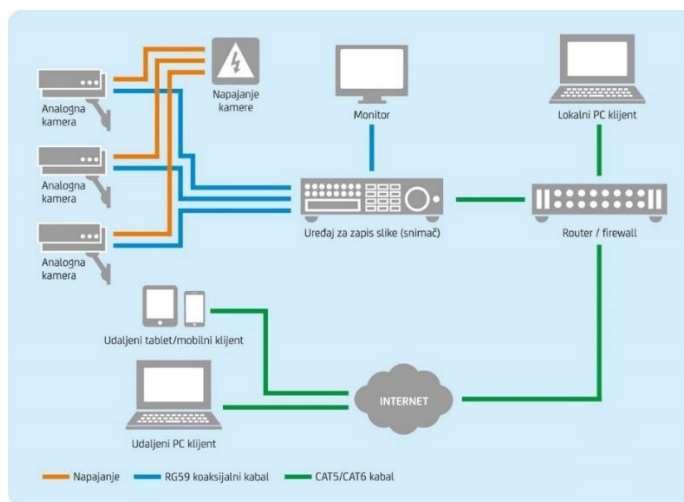 Analogna
kamera
Napajanje
kamere
Monitor
Lokalni PC klijent
Analogna
kamera
Analogna
kamera
Uređaj za zapis slike (snimač)
Router / firewall
Udaljeni tablet/mobilni klijent
INTERNET
Udaljeni PC klijent
Napajanje
RG59 koaksijalni kabal
CAT5/CAT6 kabal